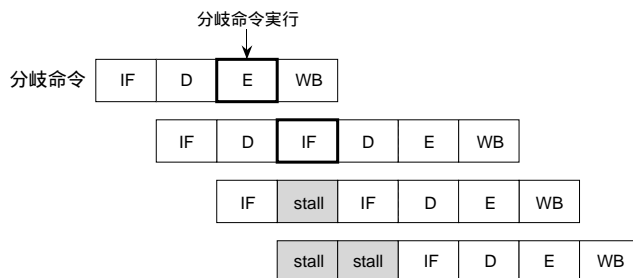 分岐命令実行
分岐命令 IF D E WB
IF D IF D E WB
IF stall IF D E WB
stall stall IF D E WB